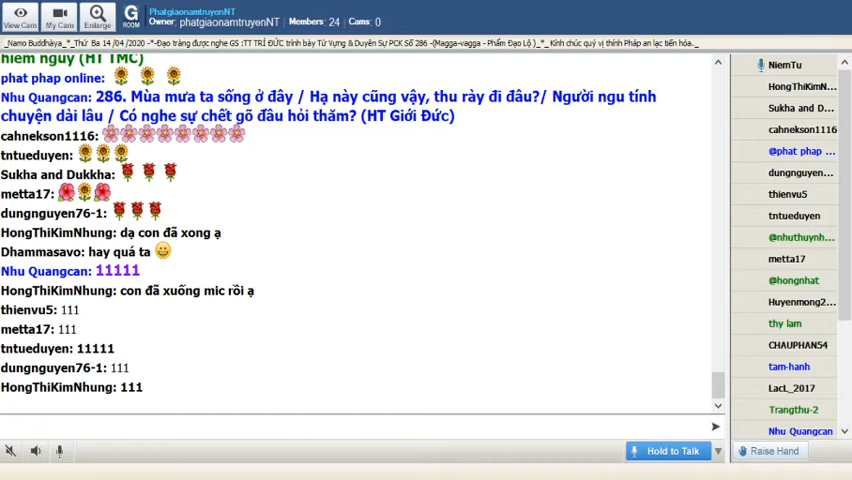 View Cam
My Cam
Enlarge
G
ROOM
PhatgiaonamtruyenNT
Owner: phatgiaonamtruyenNT Members: 24 Cams: 0
_Namo Buddhàya_*_Thứ Ba 14 /04 /2020 -*-Đạo tràng được nghe GS :TT TRÍ ĐỨC trình bày Từ Vựng & Duyên Sự PCK Số 286 -(Magga-vagga - Phẩm Đạo Lộ )_*_ Kính chúc quý vị thính Pháp an lạc tiến hóa._
hiểm nguy (HT TMC)
phat phap online:
Nhu Quangcan: 286. Mùa mưa ta sống ở đây / Hạ này cũng vậy, thu rày đi đâu?/ Người ngu tính
chuyện dài lâu / Có nghe sự chết gõ đầu hỏi thăm? (HT Giới Đức)
cahnekson1116:
tntueduyen:
Sukha and Dukkha:
metta17:
dungnguyen76-1:
HongThiKimNhung: dạ con đã xong ạ
Dhammasavo: hay quá ta
Nhu Quangcan: 11111
HongThiKimNhung: con đã xuống mic rồi ạ
thienvu5: 111
metta17: 111
tntueduyen: 11111
dungnguyen76-1: 111
HongThiKimNhung: 111
NiemTu
HongThiKimN...
Sukha and D...
cahnekson1116
@phat phap ...
dungnguyen...
thienvu5
tntueduyen
@nhuthuynh...
metta17
@hongnhat
Huyenmong2...
thy lam
CHAUPHAN54
tam-hanh
LacL_2017
Trangthu-2
Nhu Quangcan
Hold to Talk
Raise Hand